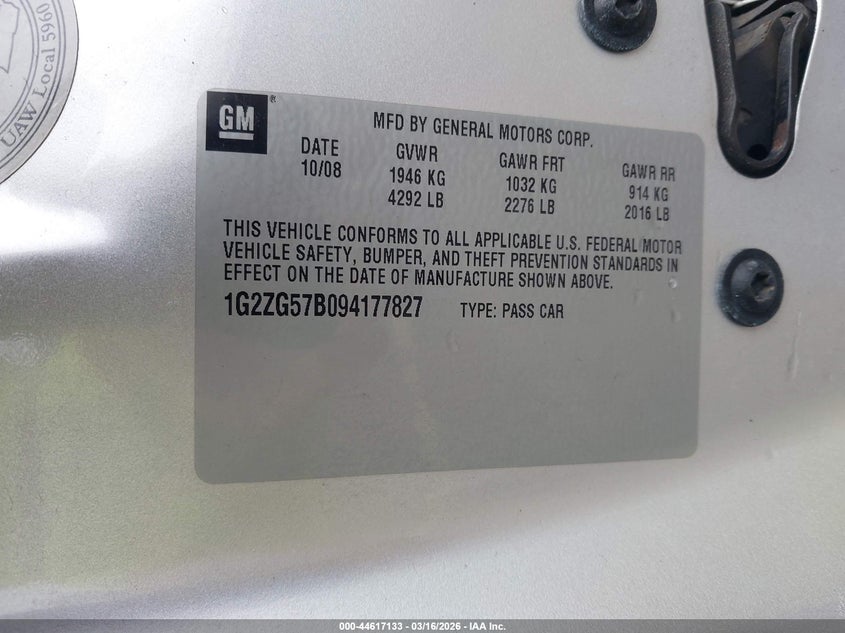 UAW Local 5960
GM®
MFD BY GENERAL MOTORS CORP.
DATE GVWR GAWR FRT GAWR RR
10/08 1946 KG 1032 KG 914 KG
4292 LB 2276 LB 2016 LB
THIS VEHICLE CONFORMS TO ALL APPLICABLE U.S. FEDERAL MOTOR
VEHICLE SAFETY, BUMPER, AND THEFT PREVENTION STANDARDS IN
EFFECT ON THE DATE OF MANUFACTURE SHOWN ABOVE.
1G2ZG57B094177827 TYPE: PASS CAR
000-44617133 - 03/16/2026 - IAA Inc.